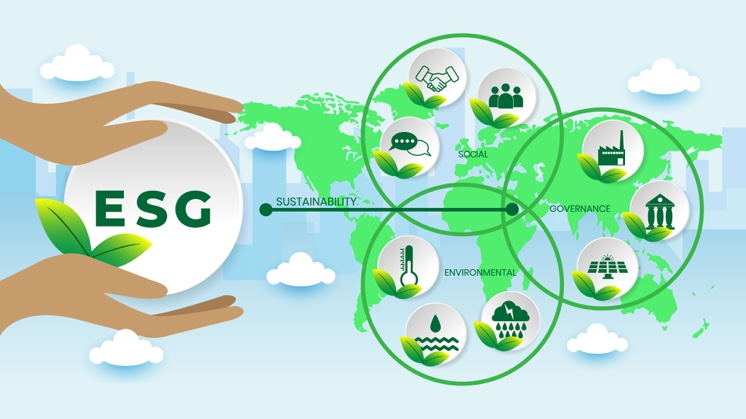 ESG
SUSTAINABILITY
SOCIAL
GOVERNANCE
ENVIRONMENTAL